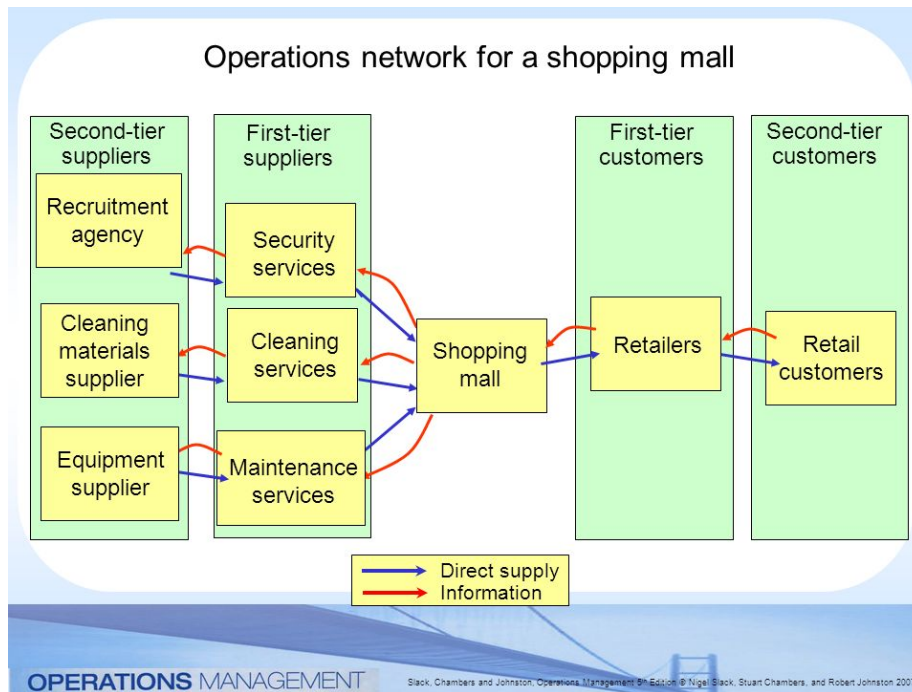 Operations network for a shopping mall
Second-tier
suppliers
First-tier
suppliers
First-tier
customers
Second-tier
customers
Recruitment
agency
Security
services
Cleaning
materials
supplier
Cleaning
services
Shopping
mall
Retailers
Retail
customers
Equipment
supplier
Maintenance
services
Direct supply
Information
OPERATIONS MANAGEMENT
Slack, Chambers and Johnston, Operations Management 5th Edition © Nigel Slack, Stuart Chambers, and Robert Johnston